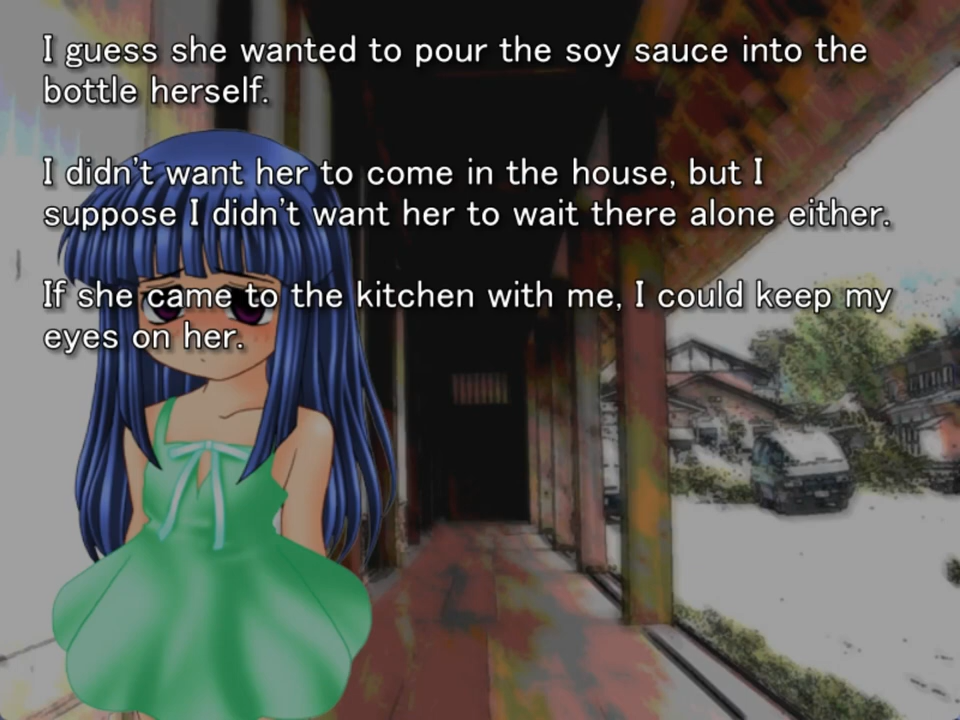 I guess she wanted to pour the soy sauce into the
bottle herself.
I didn't want her to come in the house, but I
suppose I didn't want her to wait there alone either.
If she came to the kitchen with me, I could keep my
eyes on her.